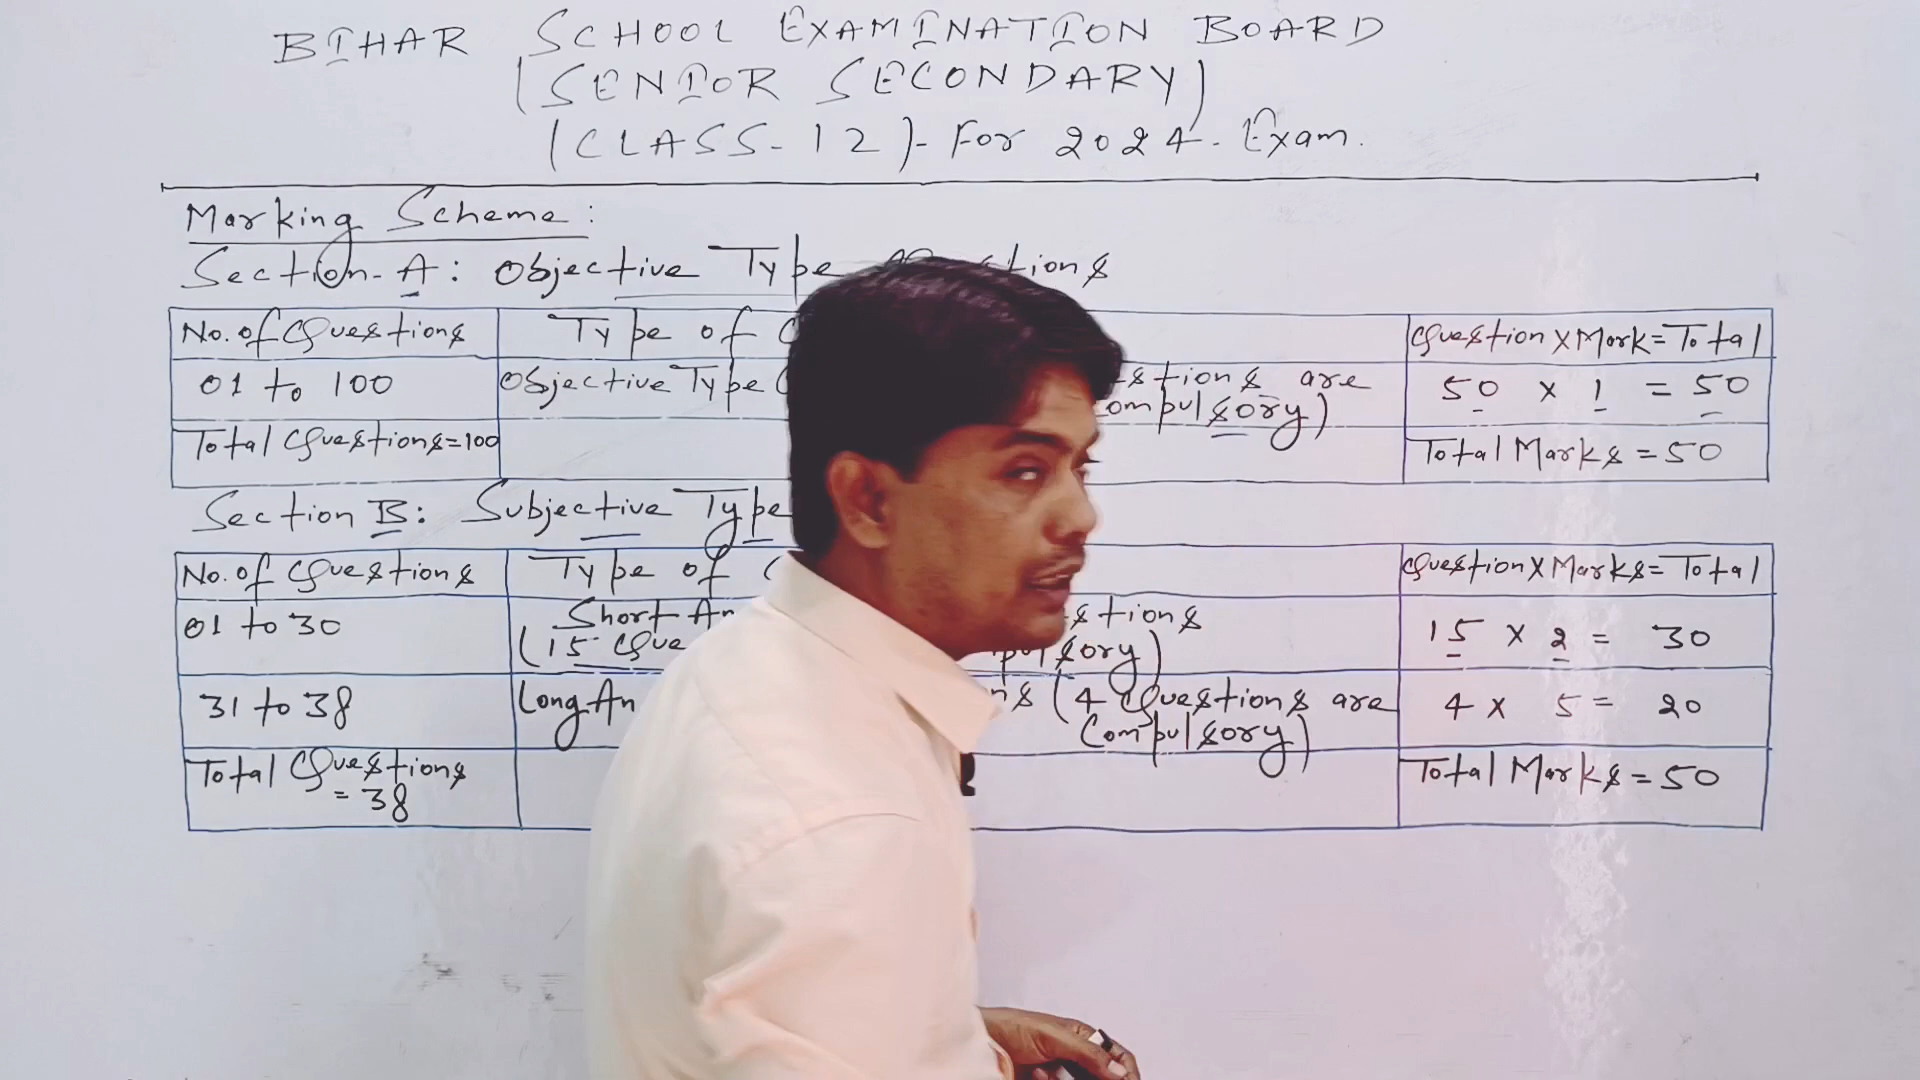 BIHAR SCHOOL EXAMINATION BOARD
(SENIOR SECONDARY)
(CLASS-12)- For 2024- Exam.
Marking Scheme:
Section-A: Objective Type Questions
No. of Questions Type of Question X Mark = Total
01 to 100 Objective Type Questions are Compulsory) 50 x 1 = 50
Total Questions=100 Total Marks = 50
Section B: Subjective Type
No. of Questions Type of Question X Marks = Total
01 to 30 Short 15 x 2 = 30
(15
31 to 38 Long (4 Questions are Compulsory) 4 x 5 = 20
Total Questions = 38 Total Marks = 50